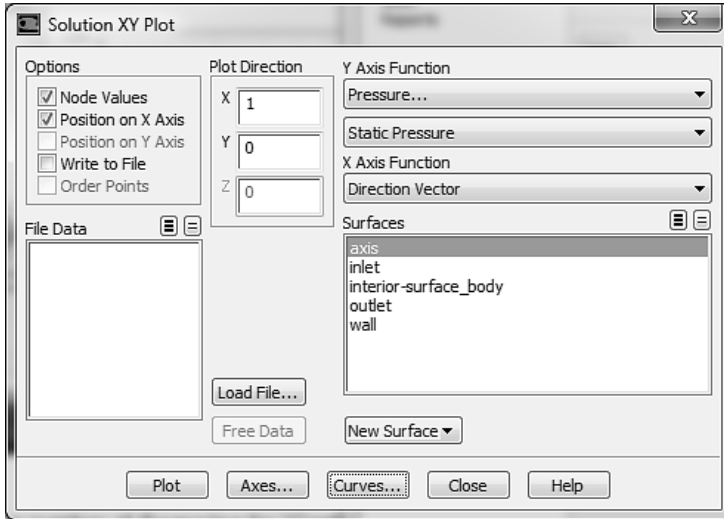 Solution XY Plot
Options
Node Values
Position on X Axis
Position on Y Axis
Write to File
Order Points
Plot Direction
X 1
Y 0
Z 0
Y Axis Function
Pressure...
Static Pressure
X Axis Function
Direction Vector
File Data
Surfaces
axis
inlet
interior-surface_body
outlet
wall
Load File...
Free Data
New Surface
Plot
Axes...
Curves...
Close
Help